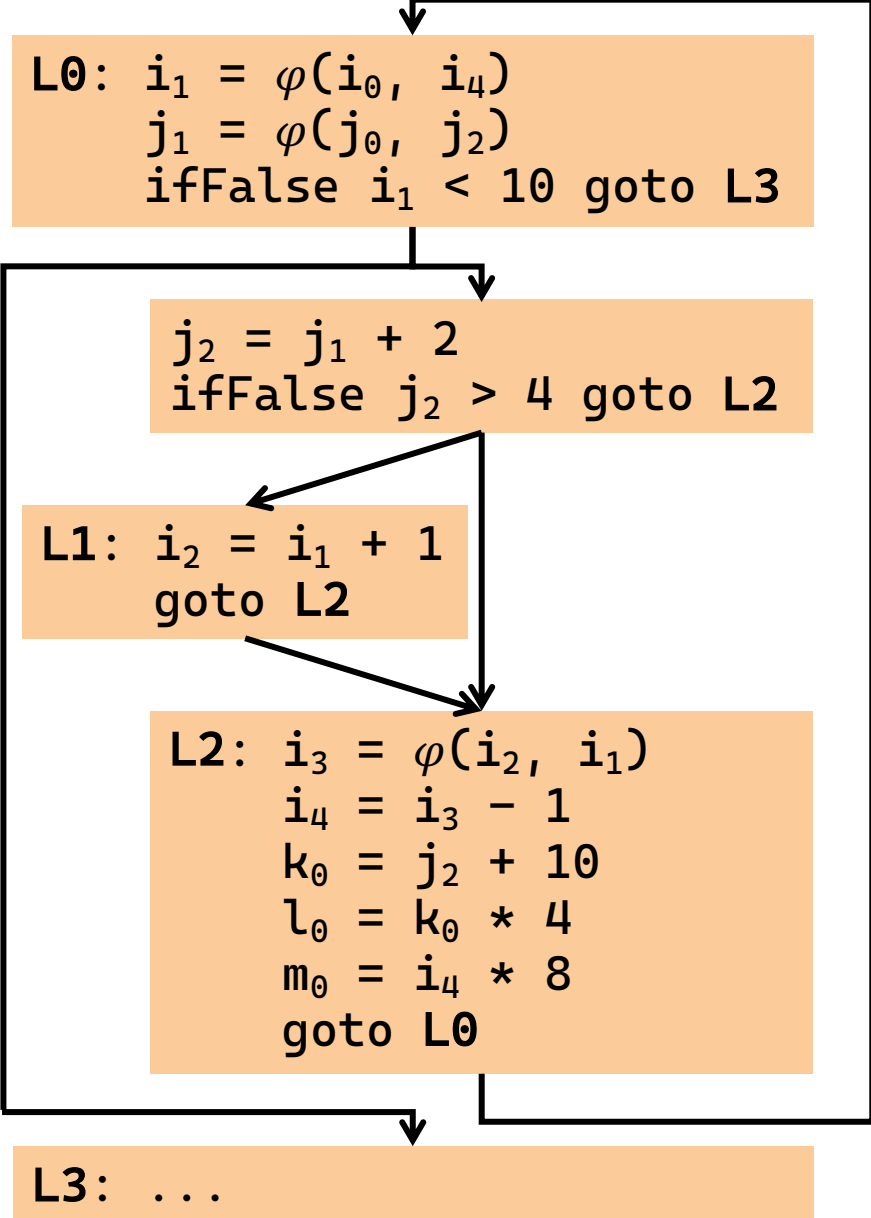 L0: i₁ = φ(i₀, i₄)
j₁ = φ(j₀, j₂)
ifFalse i₁ < 10 goto L3
j₂ = j₁ + 2
ifFalse j₂ > 4 goto L2
L1: i₂ = i₁ + 1
goto L2
L2: i₃ = φ(i₂, i₁)
i₄ = i₃ − 1
k₀ = j₂ + 10
l₀ = k₀ * 4
m₀ = i₄ * 8
goto L0
L3: ...